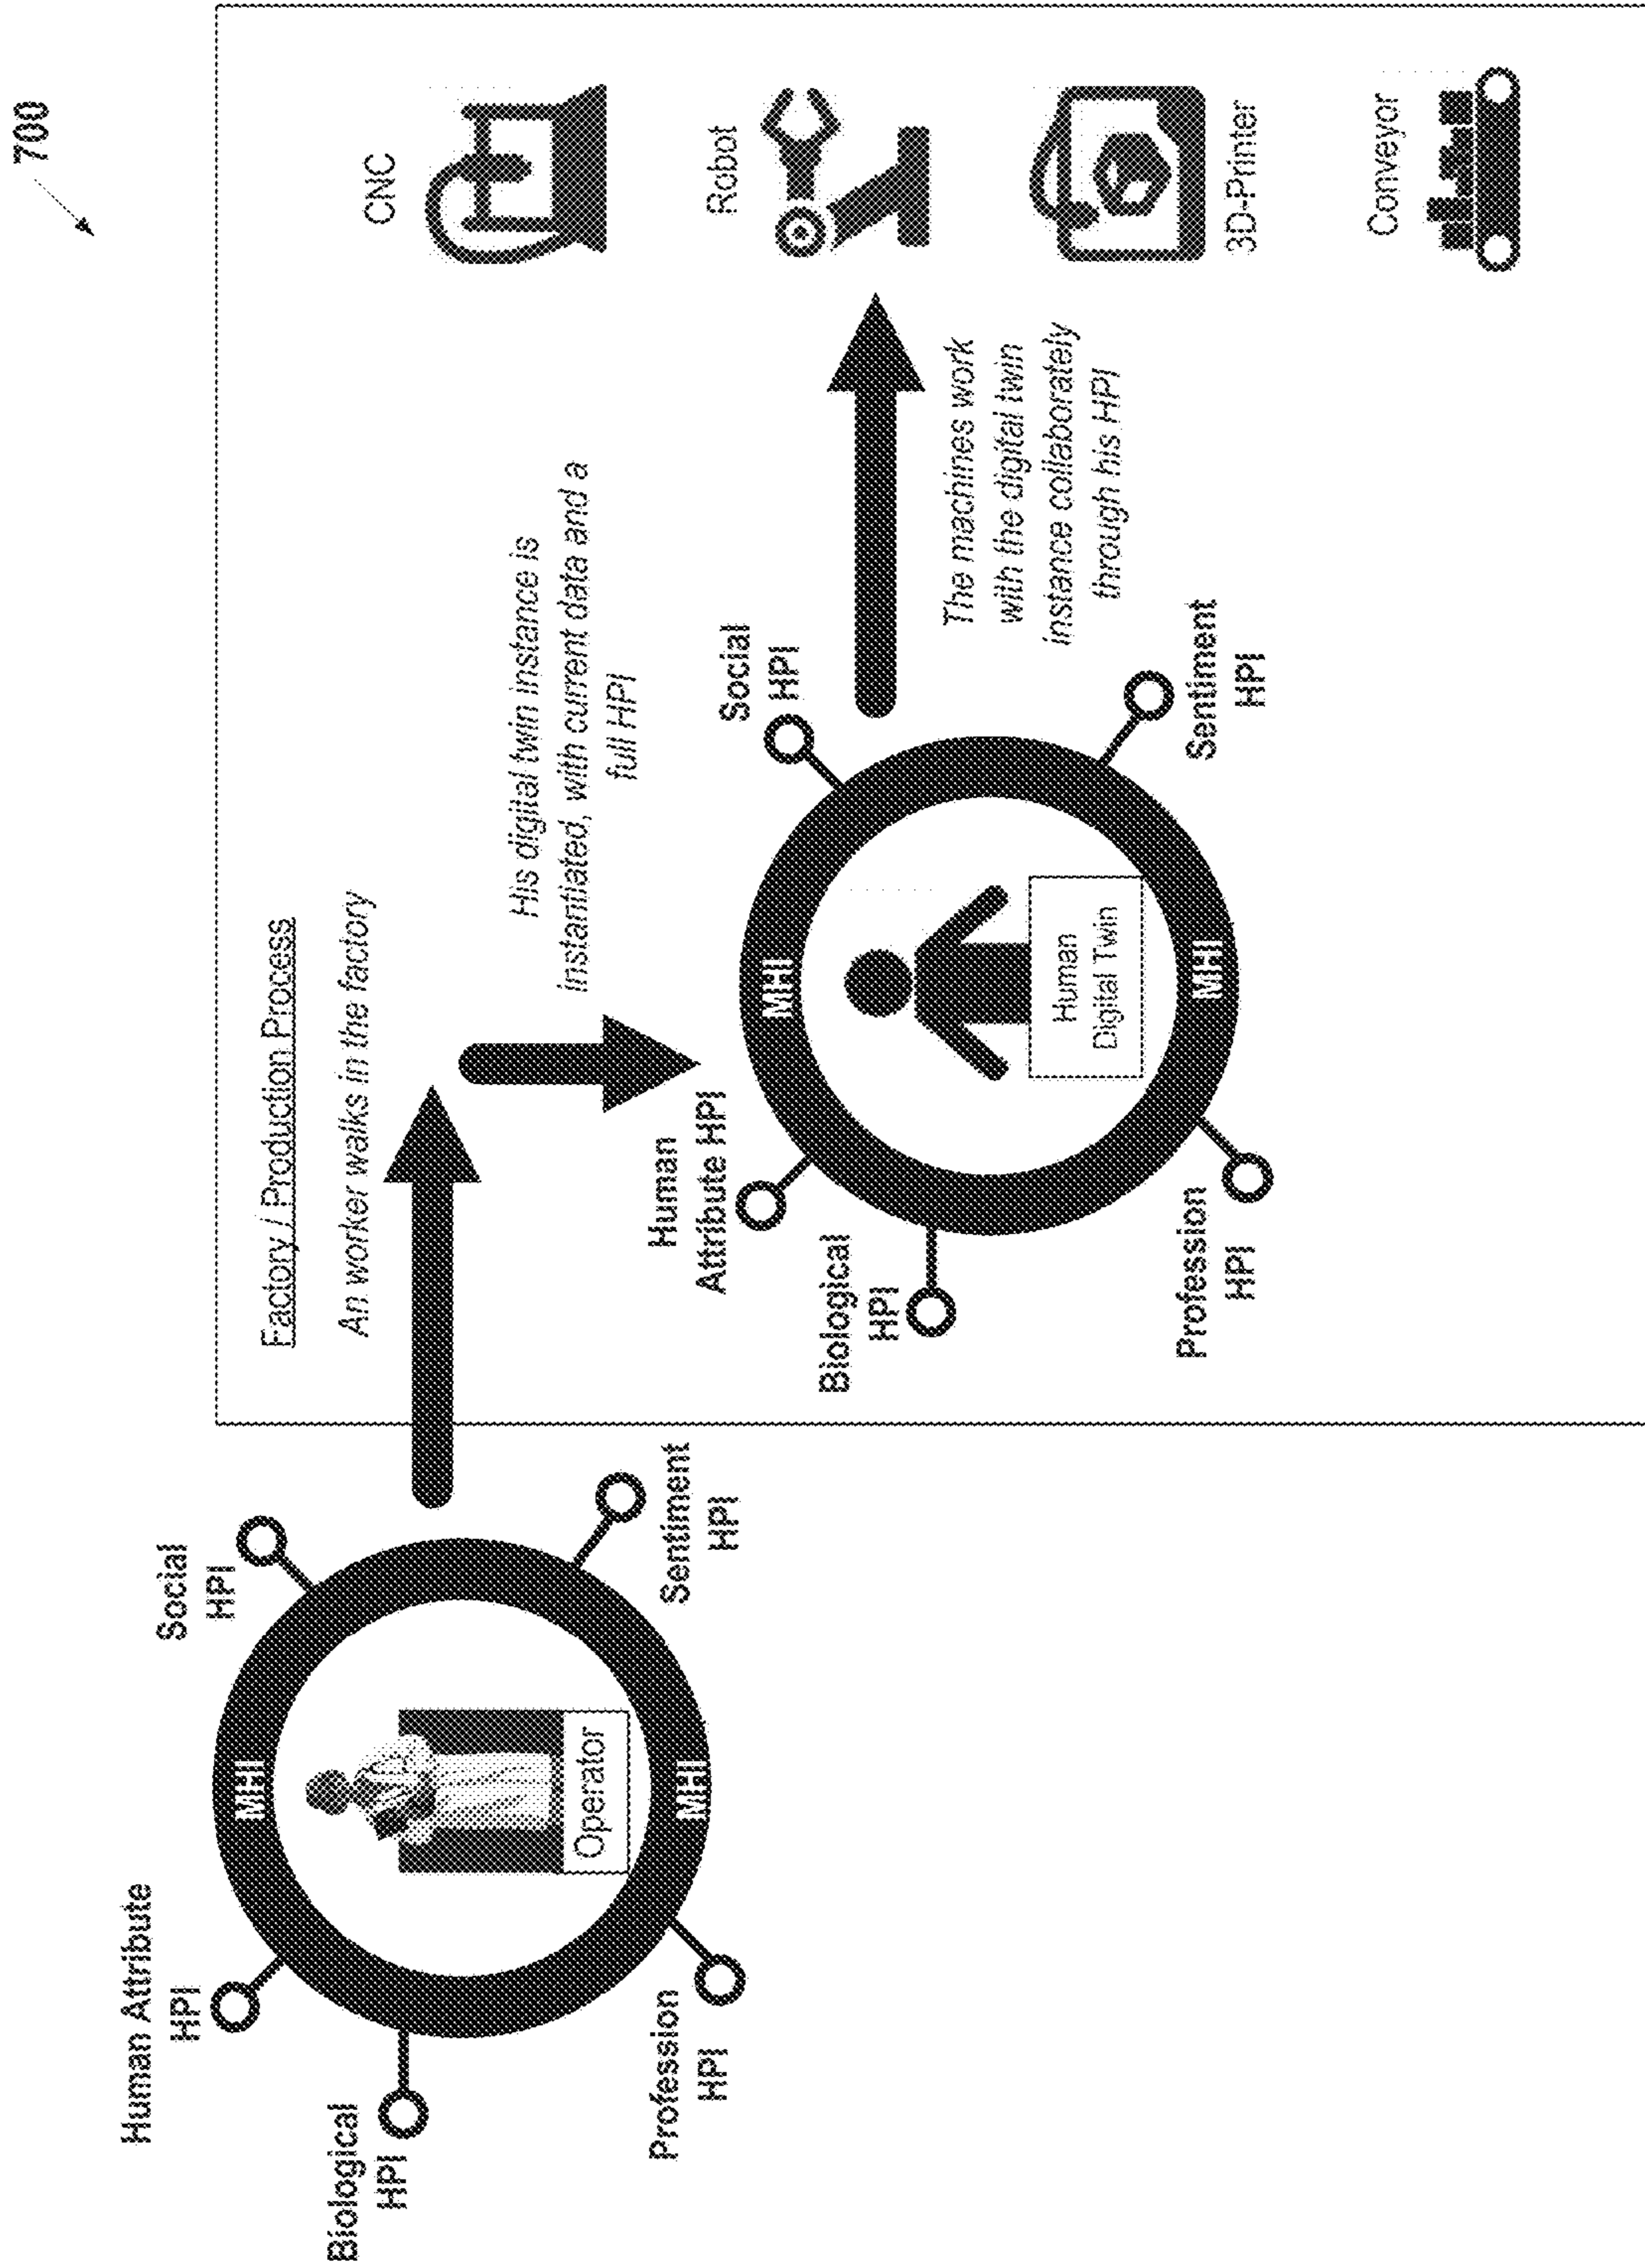 700
Human Attribute
HPI
Social
HPI
Biological
HPI
MHI
Operator
MHI
Profession
HPI
Sentiment
HPI
Factory / Production Process
An worker walks in the factory
His digital twin instance is
instantiated, with current data and a
full HPI
Human
Attribute HPI
Social
HPI
Biological
HPI
MHI
Human
Digital Twin
MHI
Profession
HPI
Sentiment
HPI
The machines work
with the digital twin
instance collaborately
through his HPI
CNC
Robot
3D-Printer
Conveyor